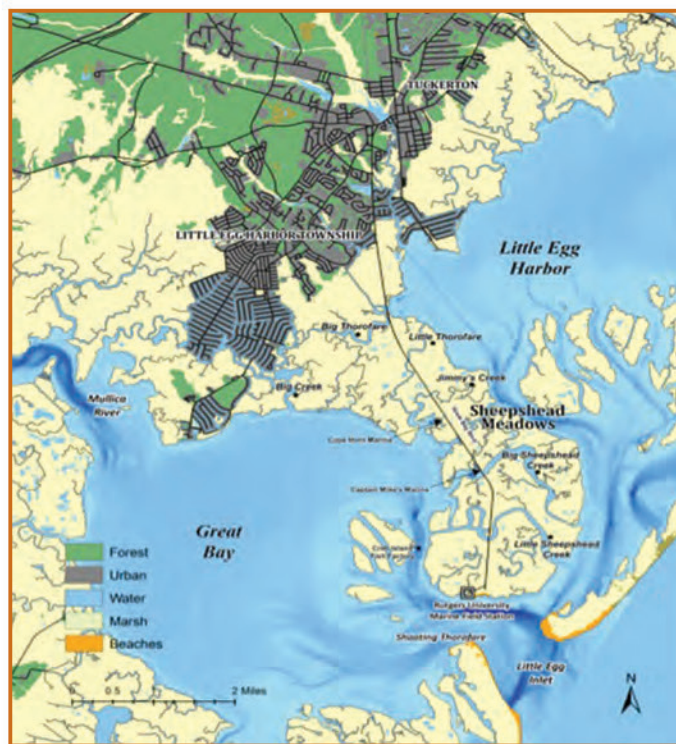 TUCKERTON
LITTLE EGG HARBOR TOWNSHIP
Little Egg
Harbor
Big Thorofare
Little Thorofare
Jimmy's Creek
Big Creek
Mullica
River
Sheepshead
Meadows
Cape Horn Marina
Big Sheepshead
Creek
Captain Mike's Marina
Great
Bay
Little Sheepshead
Creek
Forest
Urban
Water
Marsh
Beaches
Rutgers University
Marine Field Station
Shooting Thorofare
Little Egg
Inlet
0 0.5 1 2 Miles
N